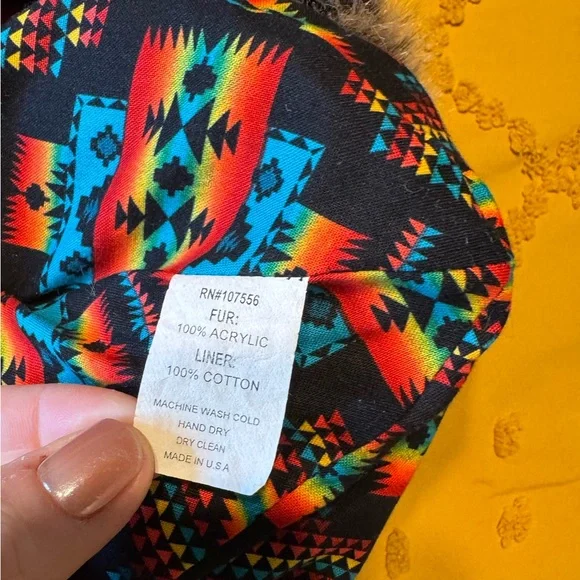 RN#107556
FUR:
100% ACRYLIC
LINER:
100% COTTON
MACHINE WASH COLD
HAND DRY
DRY CLEAN
MADE IN U.S.A